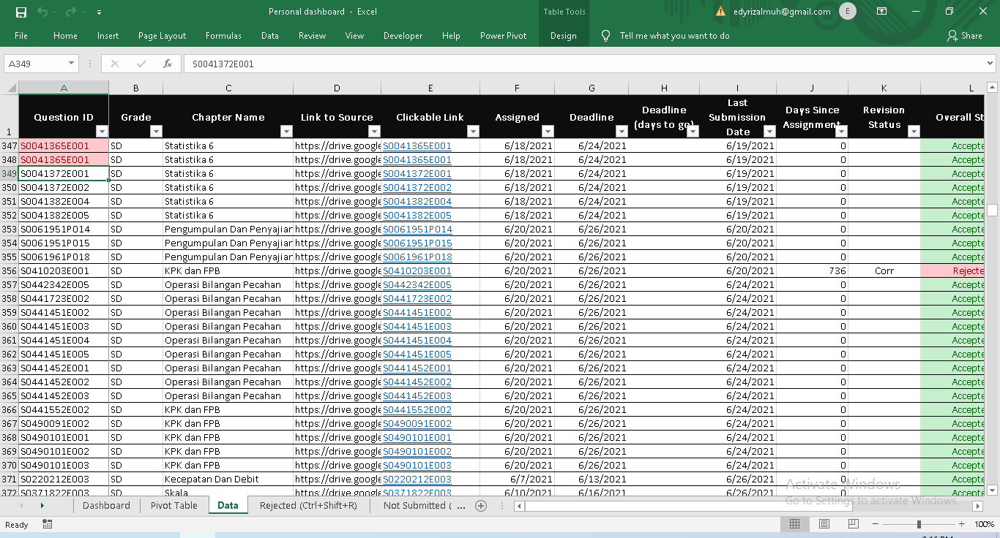 Personal dashboard - Excel
Table Tools
edyrizalmuh@gmail.com
E
File Home Insert Page Layout Formulas Data Review View Developer Help Power Pivot Design Tell me what you want to do Share
A349 fx S0041372E001
A B C D E F G H I J K L
1 Question ID Grade Chapter Name Link to Source Clickable Link Assigned Deadline Deadline (days to go) Last Submission Date Days Since Assignment Revision Status Overall St
347 S0041365E001 SD Statistika 6 https://drive.google S0041365E001 6/18/2021 6/24/2021 6/19/2021 0 Accepte
348 S0041365E001 SD Statistika 6 https://drive.google S0041365E001 6/18/2021 6/24/2021 6/19/2021 0 Accepte
349 S0041372E001 SD Statistika 6 https://drive.google S0041372E001 6/18/2021 6/24/2021 6/19/2021 0 Accepte
350 S0041372E002 SD Statistika 6 https://drive.google S0041372E002 6/18/2021 6/24/2021 6/19/2021 0 Accepte
351 S0041382E004 SD Statistika 6 https://drive.google S0041382E004 6/18/2021 6/24/2021 6/19/2021 0 Accepte
352 S0041382E005 SD Statistika 6 https://drive.google S0041382E005 6/18/2021 6/24/2021 6/19/2021 0 Accepte
353 S0061951P014 SD Pengumpulan Dan Penyajian https://drive.google S0061951P014 6/20/2021 6/26/2021 6/20/2021 0 Accepte
354 S0061951P015 SD Pengumpulan Dan Penyajian https://drive.google S0061951P015 6/20/2021 6/26/2021 6/20/2021 0 Accepte
355 S0061961P018 SD Pengumpulan Dan Penyajian https://drive.google S0061961P018 6/20/2021 6/26/2021 6/20/2021 0 Accepte
356 S0410203E001 SD KPK dan FPB https://drive.google S0410203E001 6/20/2021 6/26/2021 6/20/2021 736 Corr Rejecte
357 S0442342E005 SD Operasi Bilangan Pecahan https://drive.google S0442342E005 6/20/2021 6/26/2021 6/24/2021 0 Accepte
358 S0441723E002 SD Operasi Bilangan Pecahan https://drive.google S0441723E002 6/20/2021 6/26/2021 6/24/2021 0 Accepte
359 S0441451E002 SD Operasi Bilangan Pecahan https://drive.google S0441451E002 6/20/2021 6/26/2021 6/24/2021 0 Accepte
360 S0441451E003 SD Operasi Bilangan Pecahan https://drive.google S0441451E003 6/20/2021 6/26/2021 6/24/2021 0 Accepte
361 S0441451E004 SD Operasi Bilangan Pecahan https://drive.google S0441451E004 6/20/2021 6/26/2021 6/24/2021 0 Accepte
362 S0441451E005 SD Operasi Bilangan Pecahan https://drive.google S0441451E005 6/20/2021 6/26/2021 6/24/2021 0 Accepte
363 S0441452E001 SD Operasi Bilangan Pecahan https://drive.google S0441452E001 6/20/2021 6/26/2021 6/24/2021 0 Accepte
364 S0441452E002 SD Operasi Bilangan Pecahan https://drive.google S0441452E002 6/20/2021 6/26/2021 6/24/2021 0 Accepte
365 S0441452E003 SD Operasi Bilangan Pecahan https://drive.google S0441452E003 6/20/2021 6/26/2021 6/24/2021 0 Accepte
366 S0441552E002 SD KPK dan FPB https://drive.google S0441552E002 6/20/2021 6/26/2021 6/24/2021 0 Accepte
367 S0490091E002 SD KPK dan FPB https://drive.google S0490091E002 6/20/2021 6/26/2021 6/24/2021 0 Accepte
368 S0490101E001 SD KPK dan FPB https://drive.google S0490101E001 6/20/2021 6/26/2021 6/24/2021 0 Accepte
369 S0490101E002 SD KPK dan FPB https://drive.google S0490101E002 6/20/2021 6/26/2021 6/24/2021 0 Accepte
370 S0490101E003 SD KPK dan FPB https://drive.google S0490101E003 6/20/2021 6/26/2021 6/24/2021 0 Accepte
371 S0220212E003 SD Kecepatan Dan Debit https://drive.google S0220212E003 6/7/2021 6/13/2021 6/26/2021 0 Accepte
372 S0371822E003 SD Skala https://drive.google S0371822E003 6/10/2021 6/16/2021 6/26/2021 0 Accepte
Activate Windows
Go to Settings to activate Windows.
Dashboard Pivot Table Data Rejected (Ctrl+Shift+R) Not Submitted ( ...
Ready 100%